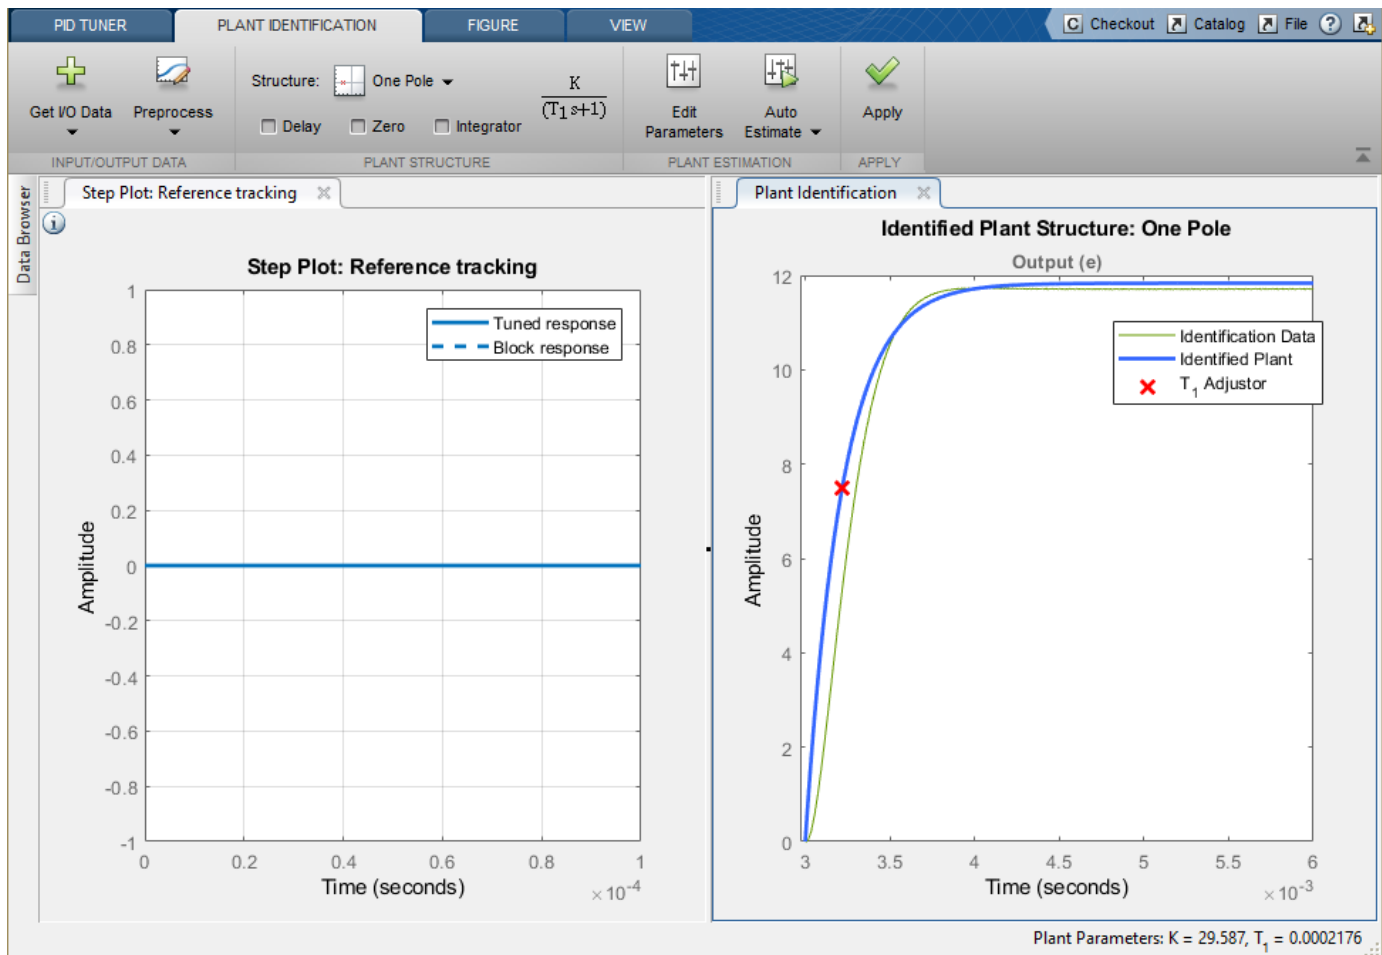 PID TUNER
PLANT IDENTIFICATION
FIGURE
VIEW
C Checkout
Catalog
File
?
Get I/O Data
Preprocess
Structure:
One Pole
Delay
Zero
Integrator
K
(T1s+1)
Edit
Parameters
Auto
Estimate
Apply
INPUT/OUTPUT DATA
PLANT STRUCTURE
PLANT ESTIMATION
APPLY
Data Browser
Step Plot: Reference tracking
Step Plot: Reference tracking
Tuned response
Block response
Amplitude
1
0.8
0.6
0.4
0.2
0
-0.2
-0.4
-0.6
-0.8
-1
0
0.2
0.4
0.6
0.8
1
Time (seconds)
×10-4
Plant Identification
Identified Plant Structure: One Pole
Output (e)
Identification Data
Identified Plant
T1 Adjustor
Amplitude
12
10
8
6
4
2
0
3
3.5
4
4.5
5
5.5
6
Time (seconds)
×10-3
Plant Parameters: K = 29.587, T1 = 0.0002176